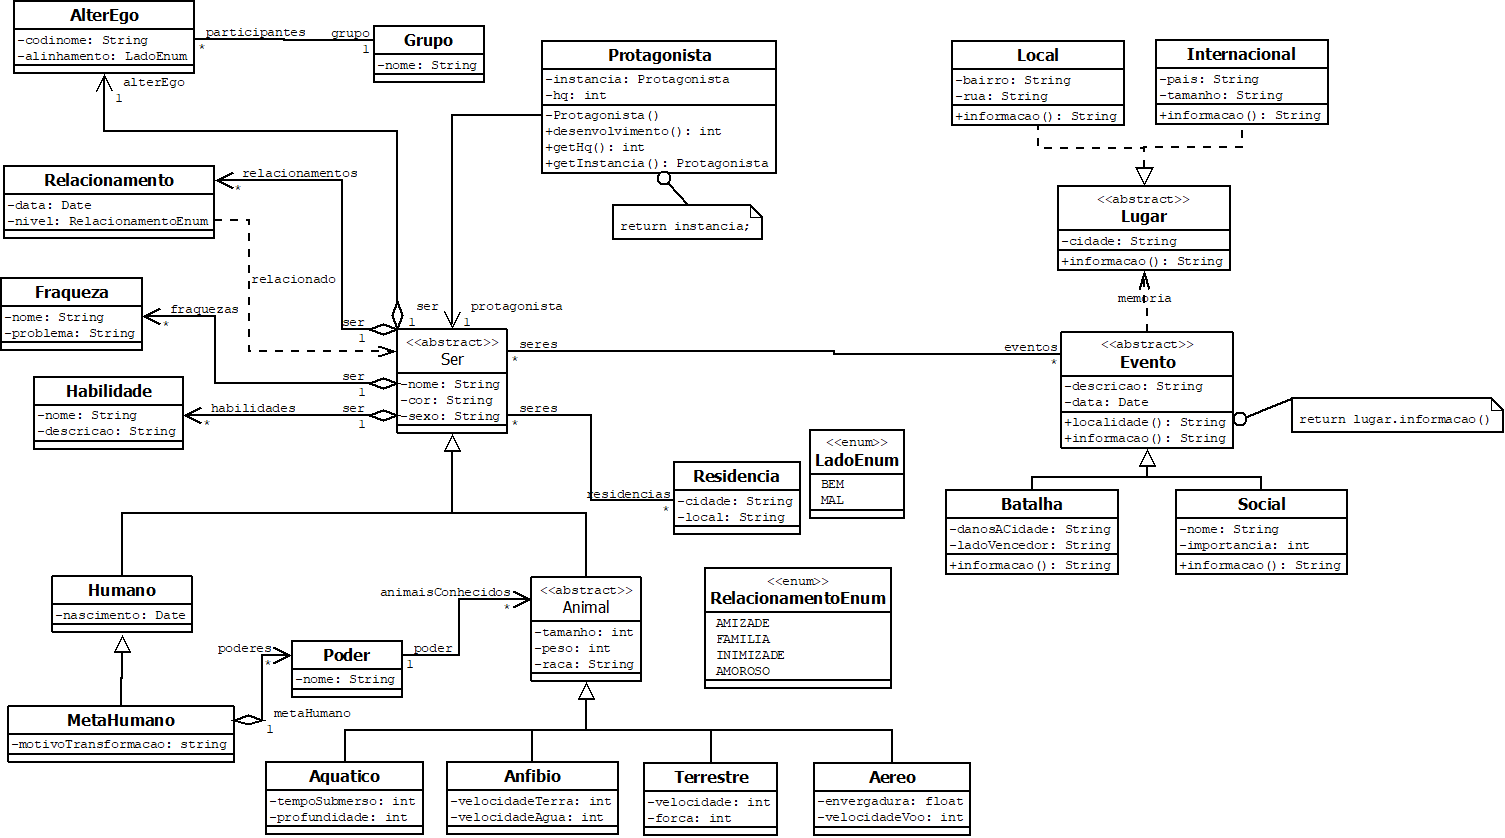 AlterEgo
-codinome: String
-alinhamento: LadoEnum
participantes
*
grupo
1
Grupo
-nome: String
alterEgo
1
Protagonista
-instancia: Protagonista
-hq: int
-Protagonista()
+desenvolvimento(): int
+getHq(): int
+getInstancia(): Protagonista
return instancia;
Local
-bairro: String
-rua: String
+informacao(): String
Internacional
-pais: String
-tamanho: String
+informacao(): String
<<abstract>>
Lugar
-cidade: String
+informacao(): String
memoria
Relacionamento
-data: Date
-nivel: RelacionamentoEnum
relacionamentos
*
relacionado
Fraqueza
-nome: String
-problema: String
fraquezas
*
Habilidade
-nome: String
-descricao: String
habilidades
*
ser
1
ser
1
ser
1
ser
1
protagonista
1
<<abstract>>
Ser
-nome: String
-cor: String
-sexo: String
seres
*
eventos
*
seres
*
residencias
*
<<abstract>>
Evento
-descricao: String
-data: Date
+localidade(): String
+informacao(): String
return lugar.informacao()
Residencia
-cidade: String
-local: String
<<enum>>
LadoEnum
BEM
MAL
Batalha
-danosACidade: String
-ladoVencedor: String
+informacao(): String
Social
-nome: String
-importancia: int
+informacao(): String
Humano
-nascimento: Date
animaisConhecidos
*
<<abstract>>
Animal
-tamanho: int
-peso: int
-raca: String
<<enum>>
RelacionamentoEnum
AMIZADE
FAMILIA
INIMIZADE
AMOROSO
poderes
*
Poder
-nome: String
poder
1
MetaHumano
-motivoTransformacao: string
metaHumano
1
Aquatico
-tempoSubmerso: int
-profundidade: int
Anfibio
-velocidadeTerra: int
-velocidadeAgua: int
Terrestre
-velocidade: int
-forca: int
Aereo
-envergadura: float
-velocidadeVoo: int